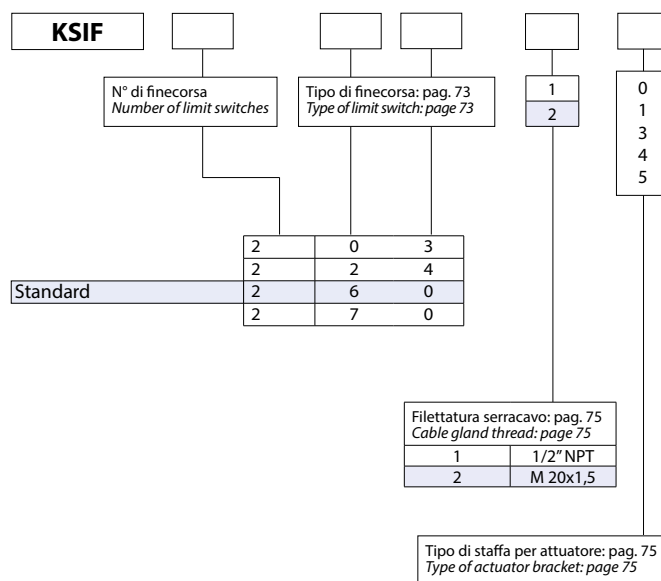 KSIF
N° di finecorsa
Number of limit switches
Tipo di finecorsa: pag. 73
Type of limit switch: page 73
1
2
0
1
3
4
5
2 0 3
2 2 4
Standard 2 6 0
2 7 0
Filettatura serracavo: pag. 75
Cable gland thread: page 75
1 1/2” NPT
2 M 20x1,5
Tipo di staffa per attuatore: pag. 75
Type of actuator bracket: page 75